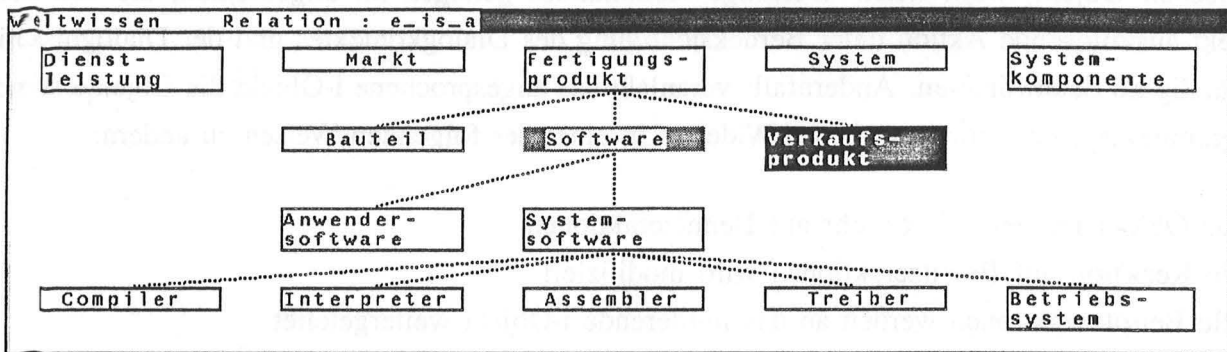 Weltwissen Relation : e_is_a
Dienst-
leistung
Markt
Fertigungs-
produkt
System
System-
Komponente
Bauteil
Software
Verkaufs-
produkt
Anwender-
software
System-
software
Compiler
Interpreter
Assembler
Treiber
Betriebs-
system